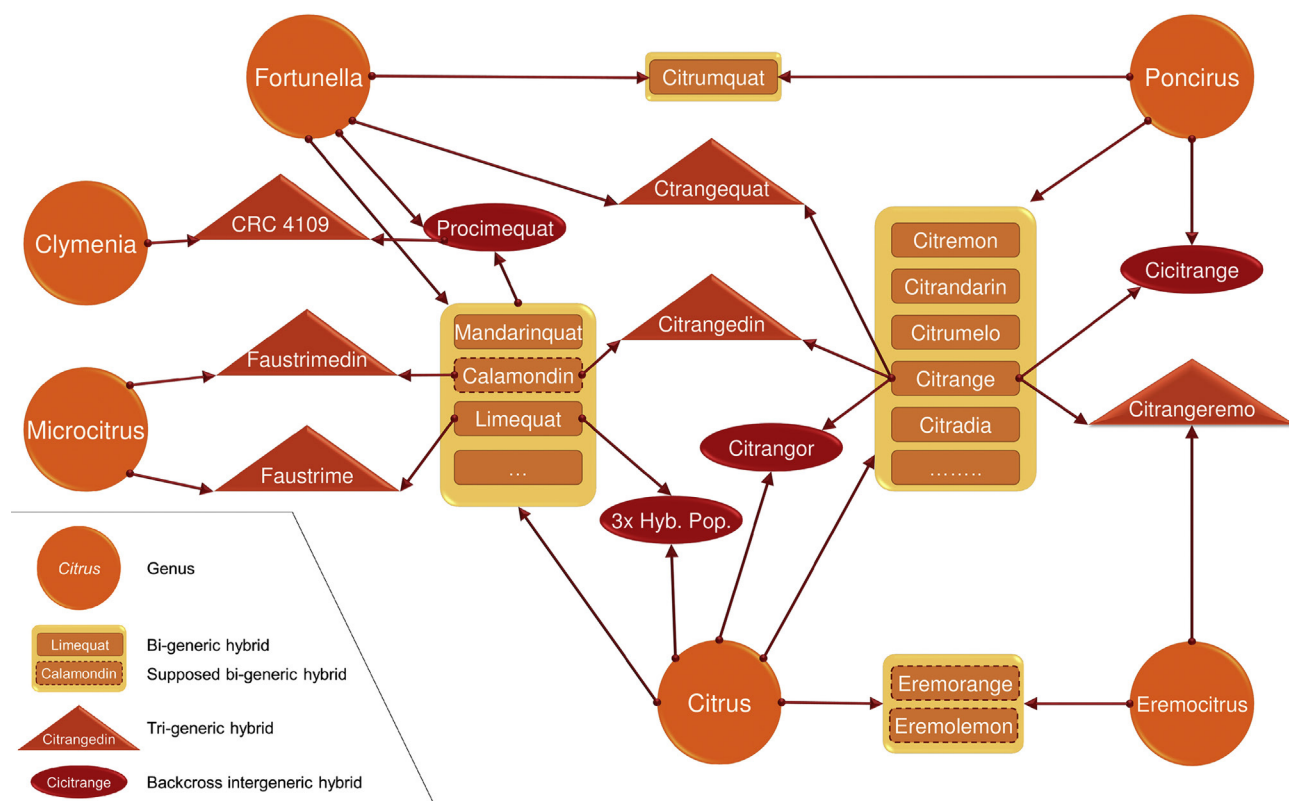 Fortunella
Citrumquat
Poncirus
Clymenia
CRC 4109
Procimequat
Ctrangequat
Citremon
Citrandarin
Citrumelo
Citrange
Citradia
........
Cicitrange
Mandarinquat
Calamondin
Limequat
...
Citrangedin
Faustrimedin
Microcitrus
Faustrime
Citrangeremo
Citrangor
3x Hyb. Pop.
Citrus
Eremorange
Eremolemon
Eremocitrus
Citrus
Genus
Limequat
Bi-generic hybrid
Calamondin
Supposed bi-generic hybrid
Citrangedin
Tri-generic hybrid
Cicitrange
Backcross intergeneric hybrid